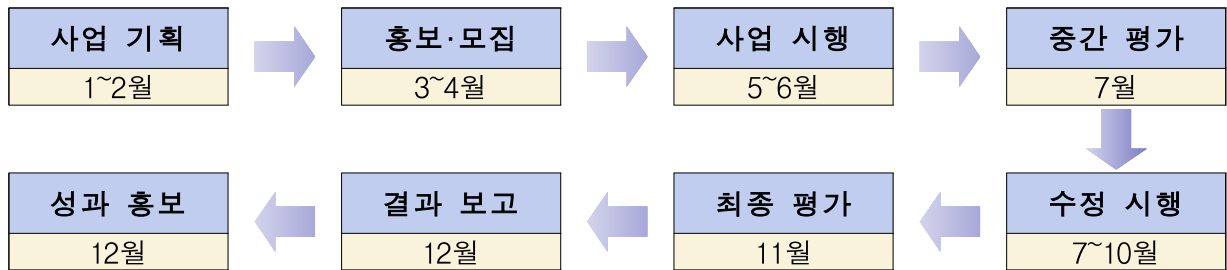 사업 기획
1~2월
홍보·모집
3~4월
사업 시행
5~6월
중간 평가
7월
수정 시행
7~10월
최종 평가
11월
결과 보고
12월
성과 홍보
12월